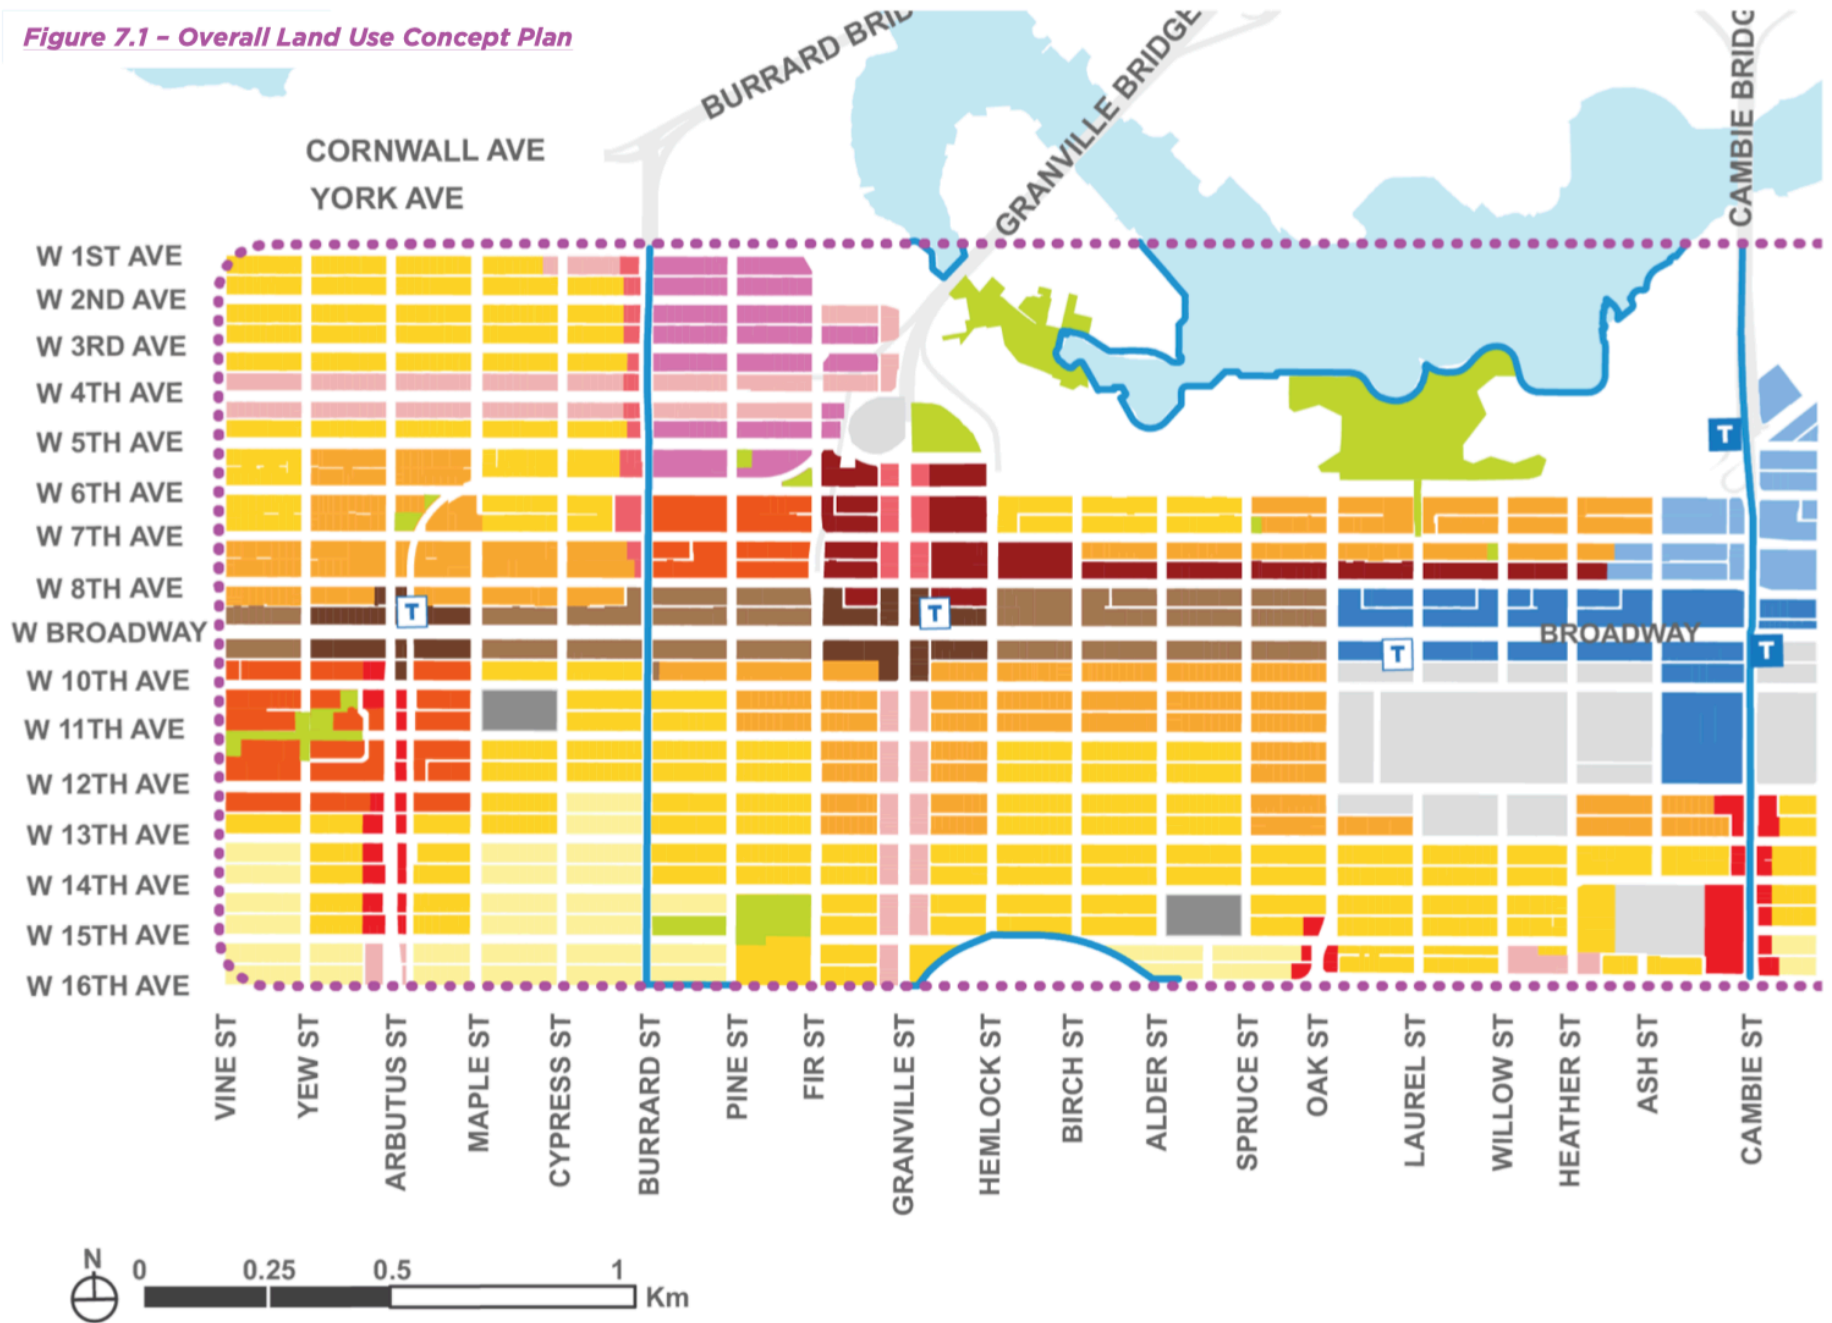 Figure 7.1 – Overall Land Use Concept Plan
BURRARD BRID
GRANVILLE BRIDGE
CAMBIE BRIDG
CORNWALL AVE
YORK AVE
W 1ST AVE
W 2ND AVE
W 3RD AVE
W 4TH AVE
W 5TH AVE
T
W 6TH AVE
W 7TH AVE
W 8TH AVE
T
T
W BROADWAY
BROADWAY
T
T
W 10TH AVE
W 11TH AVE
W 12TH AVE
W 13TH AVE
W 14TH AVE
W 15TH AVE
W 16TH AVE
VINE ST
YEW ST
ARBUTUS ST
MAPLE ST
CYPRESS ST
BURRARD ST
PINE ST
FIR ST
GRANVILLE ST
HEMLOCK ST
BIRCH ST
ALDER ST
SPRUCE ST
OAK ST
LAUREL ST
WILLOW ST
HEATHER ST
ASH ST
CAMBIE ST
N
0 0.25 0.5 1
Km